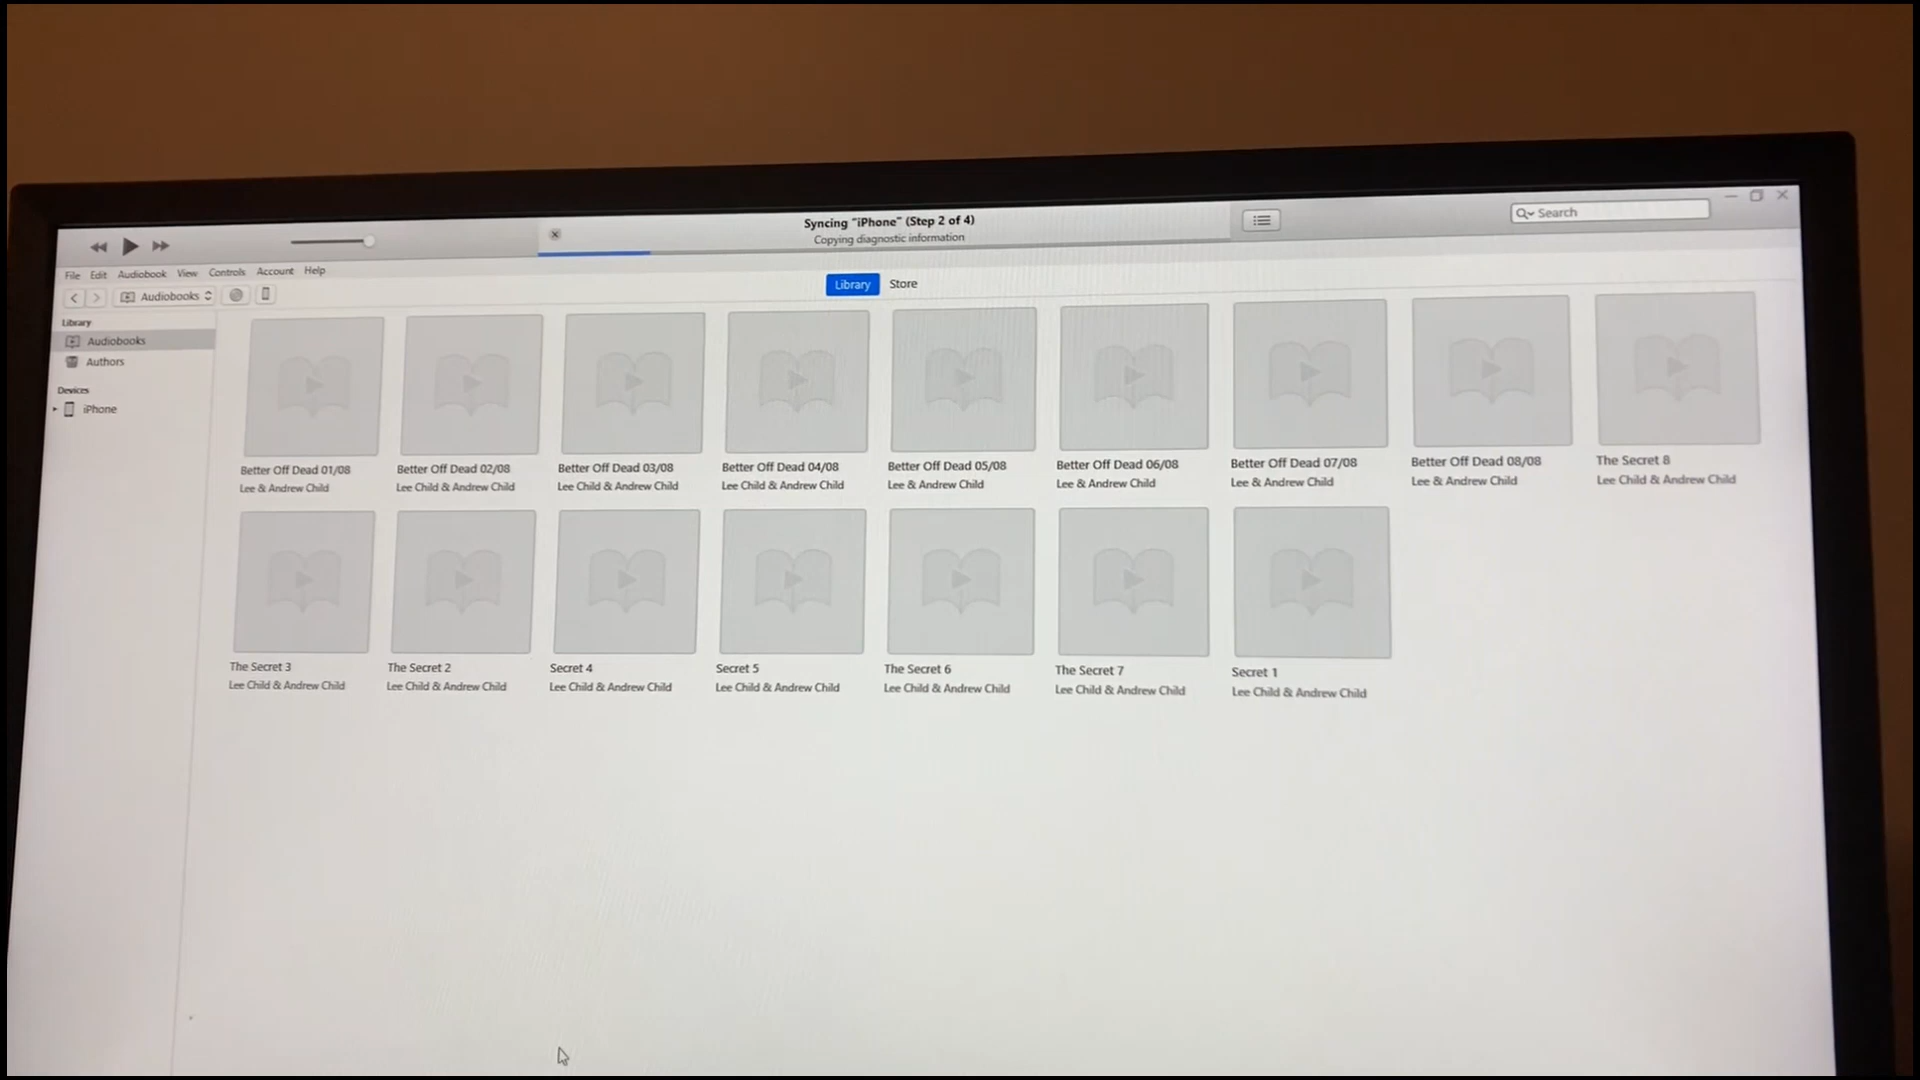 Syncing "iPhone" (Step 2 of 4)
Copying diagnostic information
Search
File Edit Audiobook View Controls Account Help
Audiobooks
Library Store
Library
Audiobooks
Authors
Devices
iPhone
Better Off Dead 01/08
Lee & Andrew Child
Better Off Dead 02/08
Lee Child & Andrew Child
Better Off Dead 03/08
Lee Child & Andrew Child
Better Off Dead 04/08
Lee Child & Andrew Child
Better Off Dead 05/08
Lee & Andrew Child
Better Off Dead 06/08
Lee & Andrew Child
Better Off Dead 07/08
Lee & Andrew Child
Better Off Dead 08/08
Lee & Andrew Child
The Secret 8
Lee Child & Andrew Child
The Secret 3
Lee Child & Andrew Child
The Secret 2
Lee Child & Andrew Child
Secret 4
Lee Child & Andrew Child
Secret 5
Lee Child & Andrew Child
The Secret 6
Lee Child & Andrew Child
The Secret 7
Lee Child & Andrew Child
Secret 1
Lee Child & Andrew Child